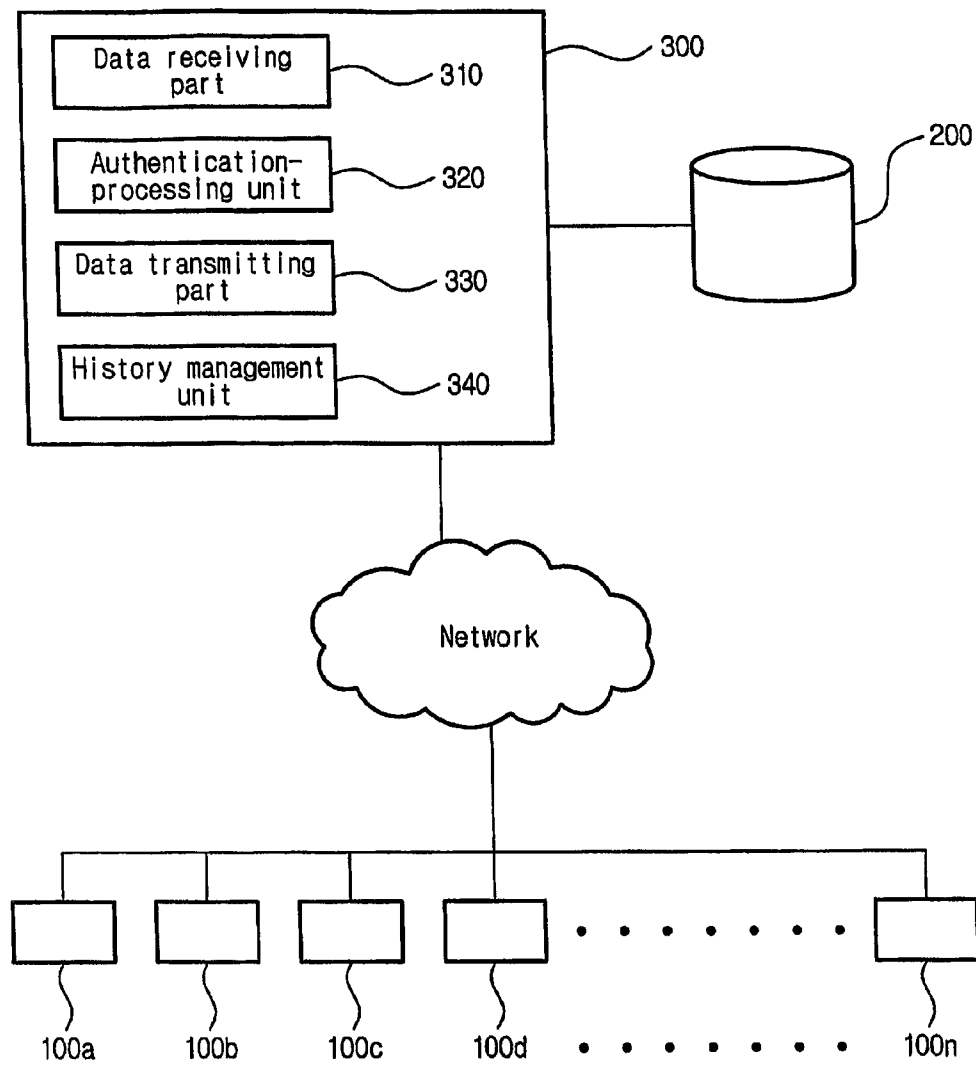 Data receiving
part
310
300
Authentication-
processing unit
320
200
Data transmitting
part
330
History management
unit
340
Network
100a
100b
100c
100d
100n